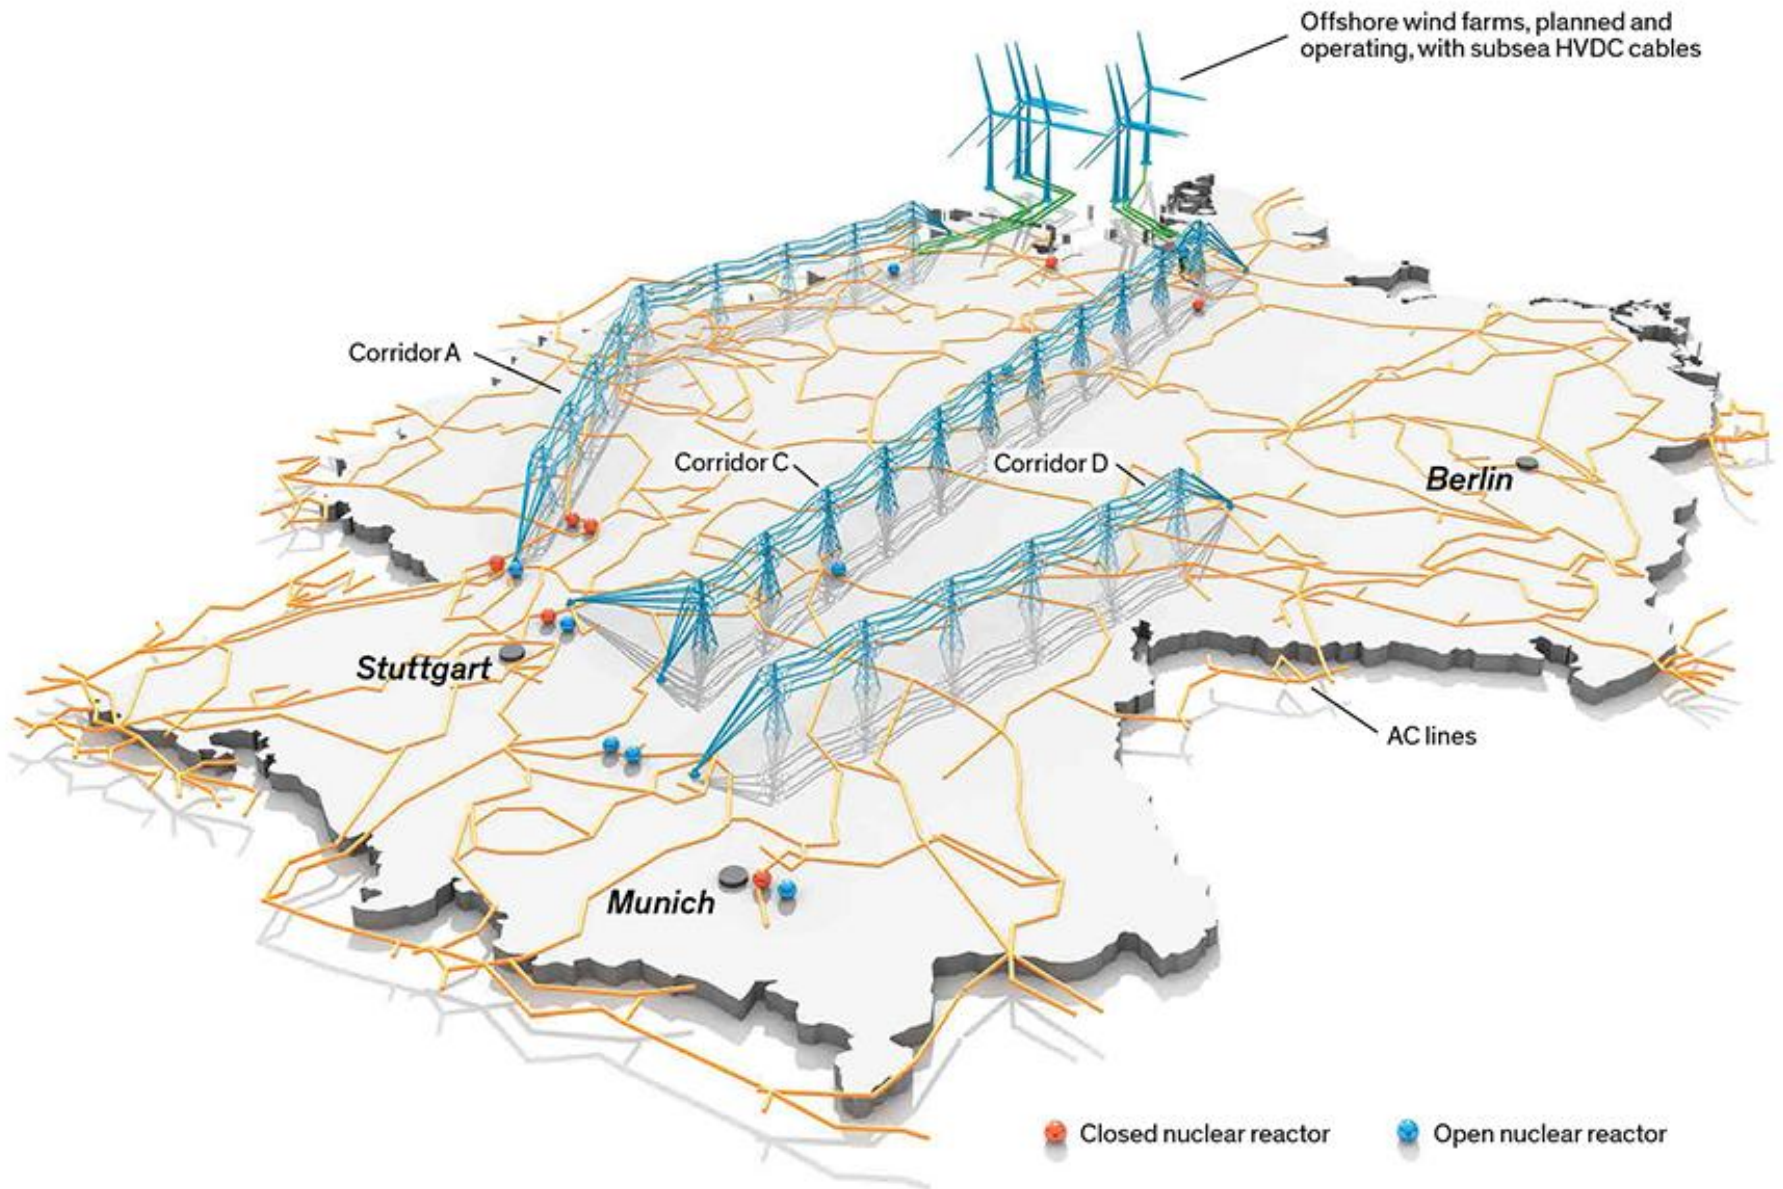 Offshore wind farms, planned and
operating, with subsea HVDC cables
Corridor A
Corridor C
Corridor D
Berlin
Stuttgart
AC lines
Munich
Closed nuclear reactor
Open nuclear reactor